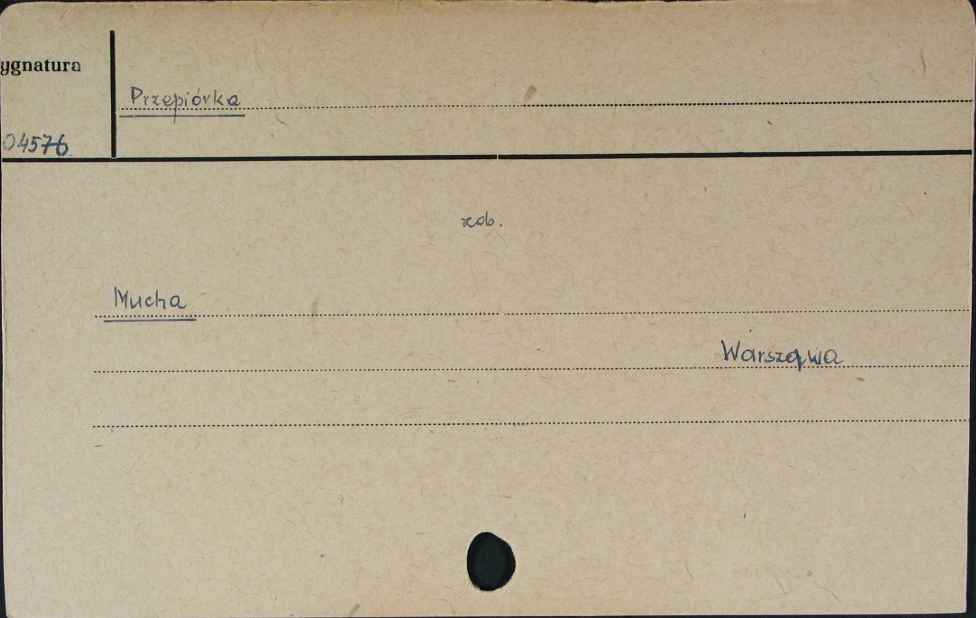 ygnatura
Przepiórka
04576
zob.
Mucha
Warszawa